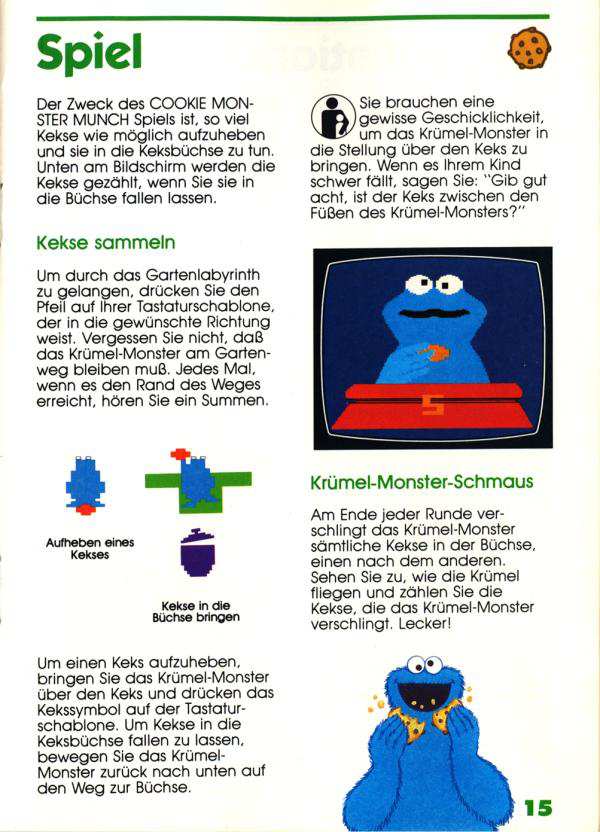 Spiel
Der Zweck des COOKIE MON-
STER MUNCH Spiels ist, so viel
Kekse wie möglich aufzuheben
und sie in die Keksbüchse zu tun.
Unten am Bildschirm werden die
Kekse gezählt, wenn Sie sie in
die Büchse fallen lassen.
Kekse sammeln
Um durch das Gartenlabyrinth
zu gelangen, drücken Sie den
Pfeil auf Ihrer Tastaturschablone,
der in die gewünschte Richtung
weist. Vergessen Sie nicht, daß
das Krümel-Monster am Garten-
weg bleiben muß. Jedes Mal,
wenn es den Rand des Weges
erreicht, hören Sie ein Summen.
Aufheben eines
Kekses
Kekse in die
Büchse bringen
Um einen Keks aufzuheben,
bringen Sie das Krümel-Monster
über den Keks und drücken das
Kekssymbol auf der Tastatur-
schablone. Um Kekse in die
Keksbüchse fallen zu lassen,
bewegen Sie das Krümel-
Monster zurück nach unten auf
den Weg zur Büchse.
Sie brauchen eine
gewisse Geschicklichkeit,
um das Krümel-Monster in
die Stellung über den Keks zu
bringen. Wenn es Ihrem Kind
schwer fällt, sagen Sie: "Gib gut
acht, ist der Keks zwischen den
Füßen des Krümel-Monsters?"
5
Krümel-Monster-Schmaus
Am Ende jeder Runde ver-
schlingt das Krümel-Monster
sämtliche Kekse in der Büchse,
einen nach dem anderen.
Sehen Sie zu, wie die Krümel
fliegen und zählen Sie die
Kekse, die das Krümel-Monster
verschlingt. Lecker!
15